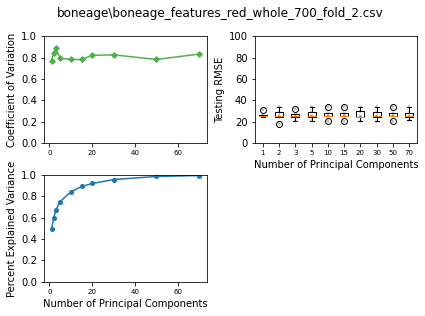 boneage\boneage_features_red_whole_700_fold_2.csv
Coefficient of Variation
1.0
0.8
0.6
0.4
0.2
0.0
0 20 40 60
Testing RMSE
100
80
60
40
20
0
1 2 3 5 10 15 20 30 50 70
Number of Principal Components
Percent Explained Variance
1.0
0.8
0.6
0.4
0.2
0.0
0 20 40 60
Number of Principal Components